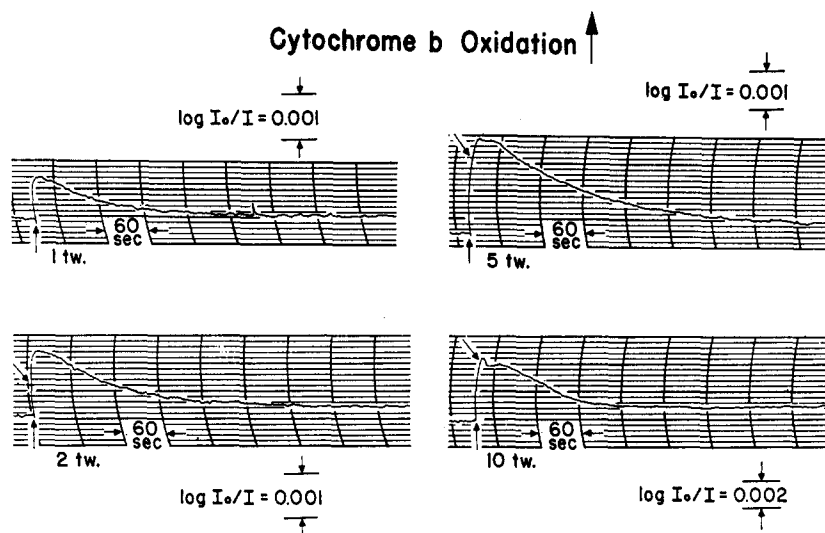 Cytochrome b Oxidation
log I₀/I = 0.001
60
sec
1 tw.
log I₀/I = 0.001
60
sec
5 tw.
60
sec
2 tw.
log I₀/I = 0.001
60
sec
10 tw.
log I₀/I = 0.002